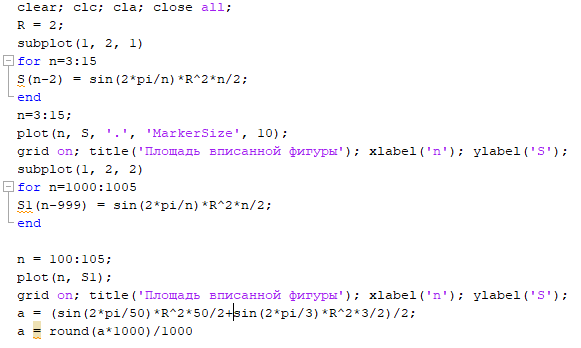 clear; clc; cla; close all;
R = 2;
subplot(1, 2, 1)
for n=3:15
S(n-2) = sin(2*pi/n)*R^2*n/2;
end
n=3:15;
plot(n, S, '.', 'MarkerSize', 10);
grid on; title('Площадь вписанной фигуры'); xlabel('n'); ylabel('S');
subplot(1, 2, 2)
for n=1000:1005
S1(n-999) = sin(2*pi/n)*R^2*n/2;
end
n = 100:105;
plot(n, S1);
grid on; title('Площадь вписанной фигуры'); xlabel('n'); ylabel('S');
a = (sin(2*pi/50)*R^2*50/2+sin(2*pi/3)*R^2*3/2)/2;
a = round(a*1000)/1000